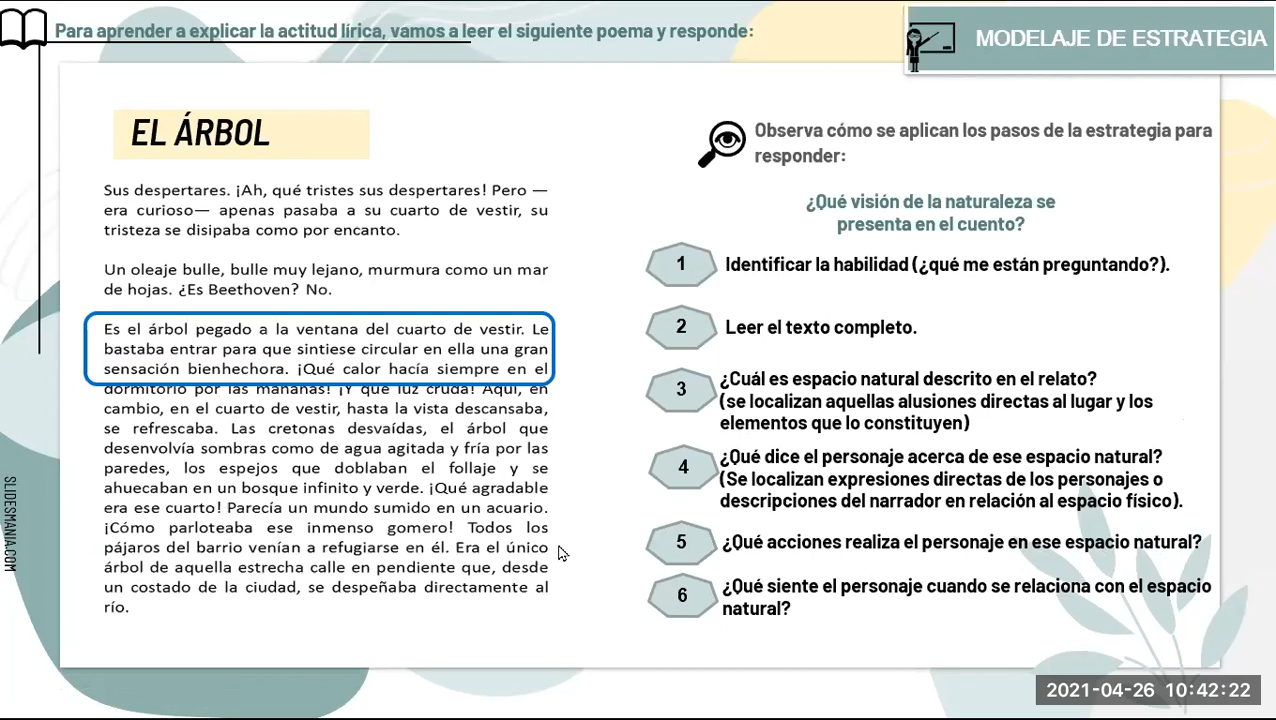 Para aprender a explicar la actitud lírica, vamos a leer el siguiente poema y responde:
MODELAJE DE ESTRATEGIA
EL ÁRBOL
Sus despertares. ¡Ah, qué tristes sus despertares! Pero —
era curioso— apenas pasaba a su cuarto de vestir, su
tristeza se disipaba como por encanto.
Un oleaje bulle, bulle muy lejano, murmura como un mar
de hojas. ¿Es Beethoven? No.
Es el árbol pegado a la ventana del cuarto de vestir. Le
bastaba entrar para que sintiese circular en ella una gran
sensación bienhechora. ¡Qué calor hacía siempre en el
dormitorio por las mañanas! ¡Y qué luz cruda! Aquí, en
cambio, en el cuarto de vestir, hasta la vista descansaba,
se refrescaba. Las cretonas desvaídas, el árbol que
desenvolvía sombras como de agua agitada y fría por las
paredes, los espejos que doblaban el follaje y se
ahuecaban en un bosque infinito y verde. ¡Qué agradable
era ese cuarto! Parecía un mundo sumido en un acuario.
¡Cómo parloteaba ese inmenso gomero! Todos los
pájaros del barrio venían a refugiarse en él. Era el único
árbol de aquella estrecha calle en pendiente que, desde
un costado de la ciudad, se despeñaba directamente al
río.
Observa cómo se aplican los pasos de la estrategia para
responder:
¿Qué visión de la naturaleza se
presenta en el cuento?
1 Identificar la habilidad (¿qué me están preguntando?).
2 Leer el texto completo.
3 ¿Cuál es espacio natural descrito en el relato?
(se localizan aquellas alusiones directas al lugar y los
elementos que lo constituyen)
4 ¿Qué dice el personaje acerca de ese espacio natural?
(Se localizan expresiones directas de los personajes o
descripciones del narrador en relación al espacio físico).
5 ¿Qué acciones realiza el personaje en ese espacio natural?
6 ¿Qué siente el personaje cuando se relaciona con el espacio
natural?
SLIDESMANIA.COM
2021-04-26 10:42:22